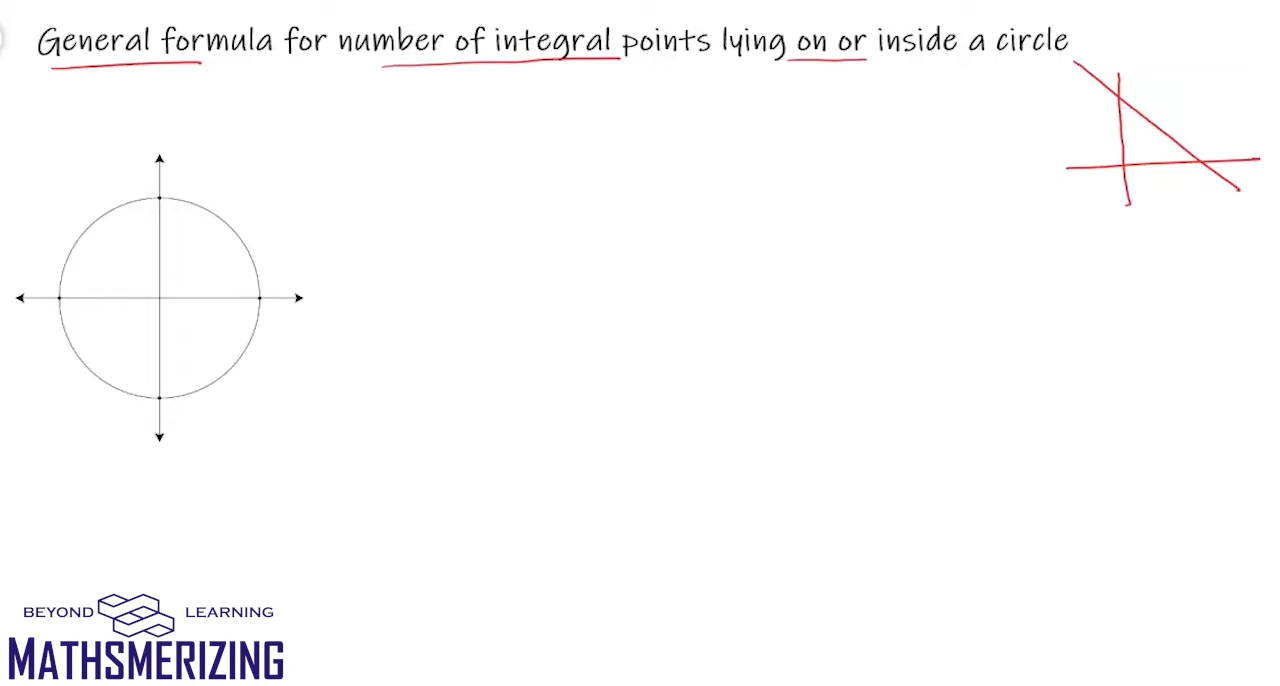 General formula for number of integral points lying on or inside a circle
BEYOND LEARNING
MATHSMERIZING